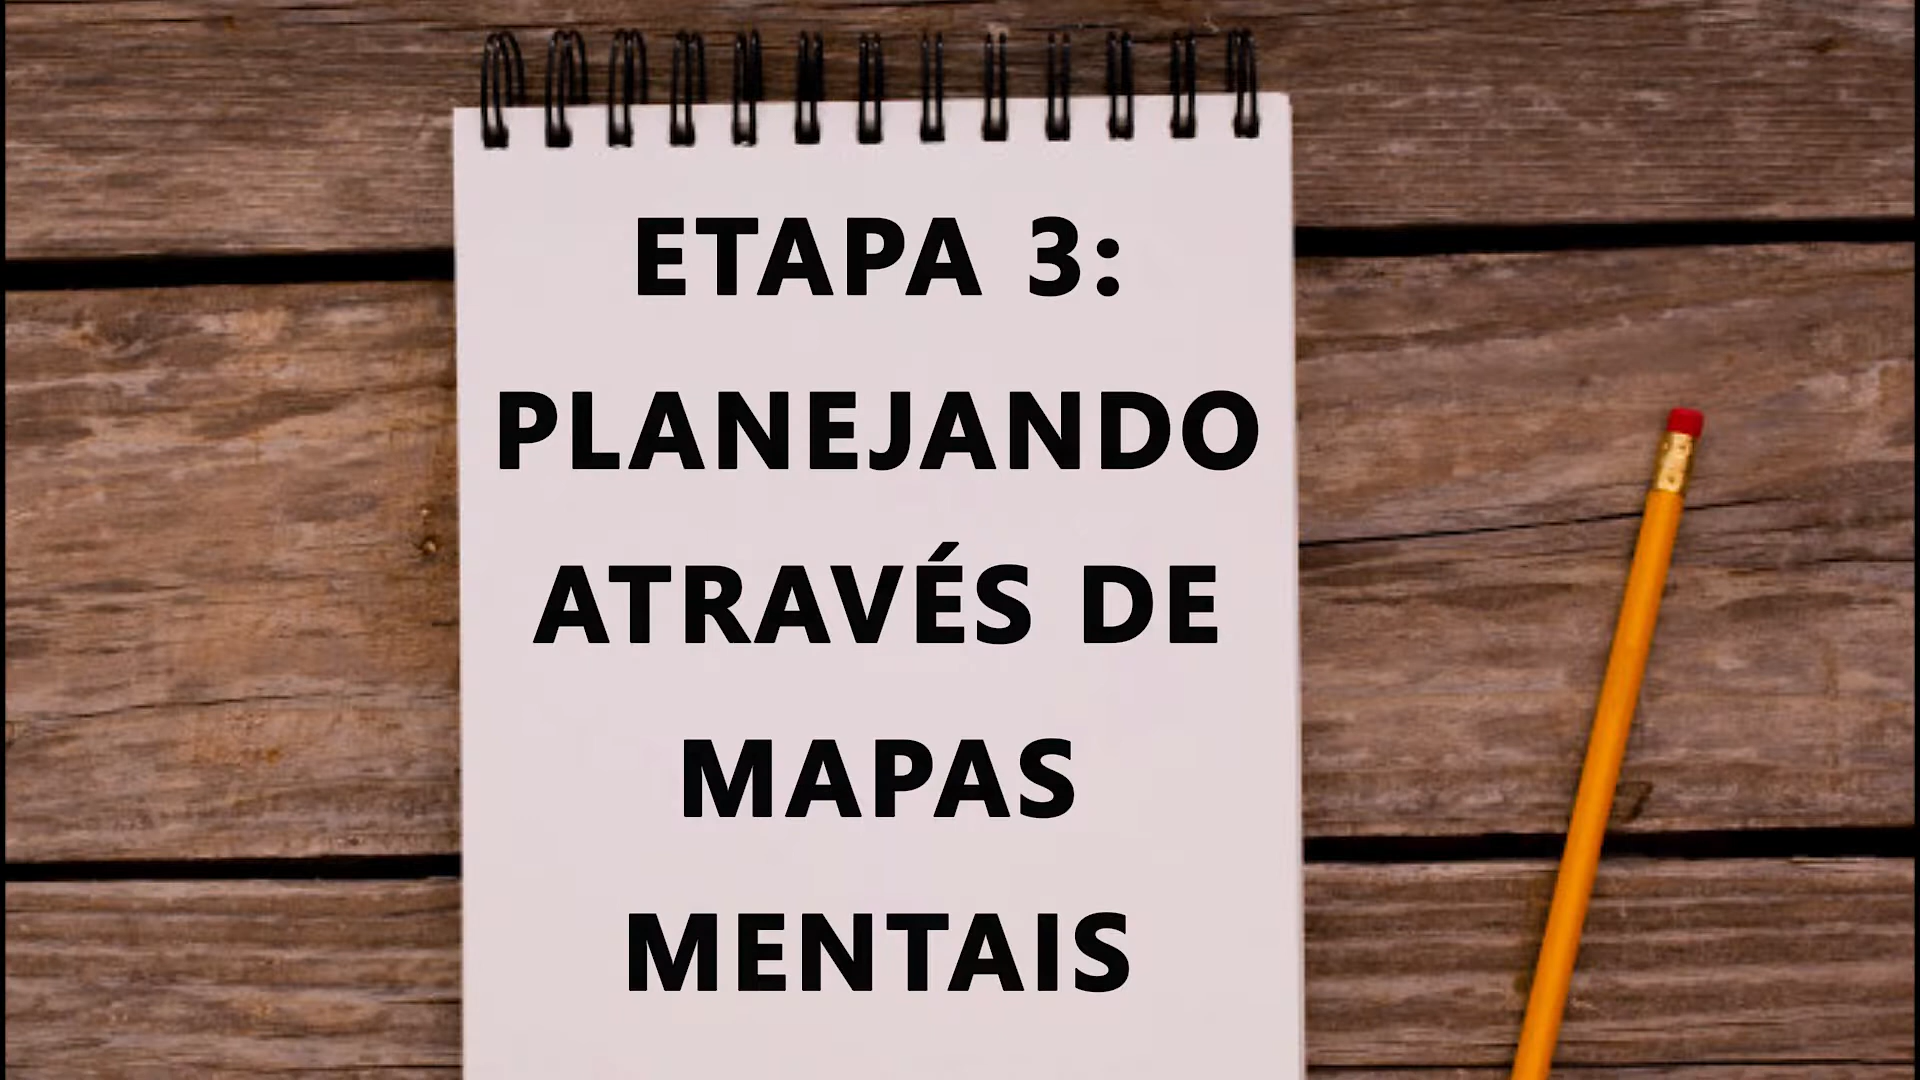 ETAPA 3:
PLANEJANDO
ATRAVÉS DE
MAPAS
MENTAIS